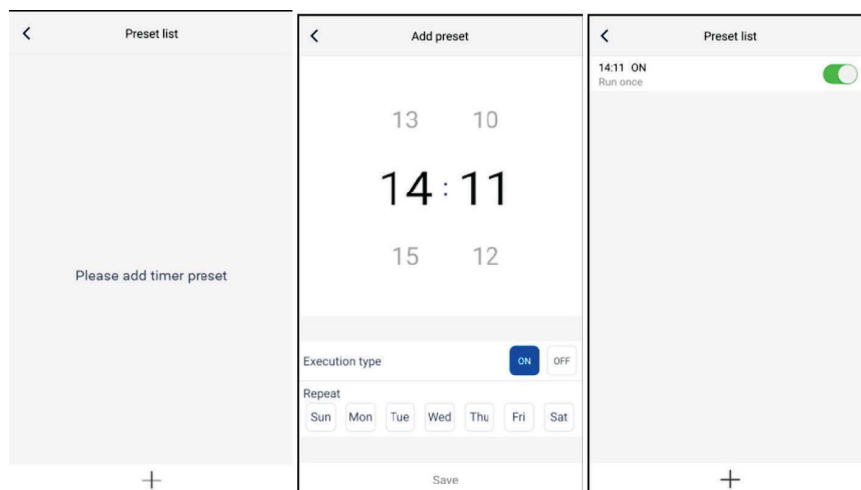 Preset list
Please add timer preset
+
Add preset
13 10
14 : 11
15 12
Execution type ON OFF
Repeat
Sun Mon Tue Wed Thu Fri Sat
Save
Preset list
14:11 ON
Run once
+